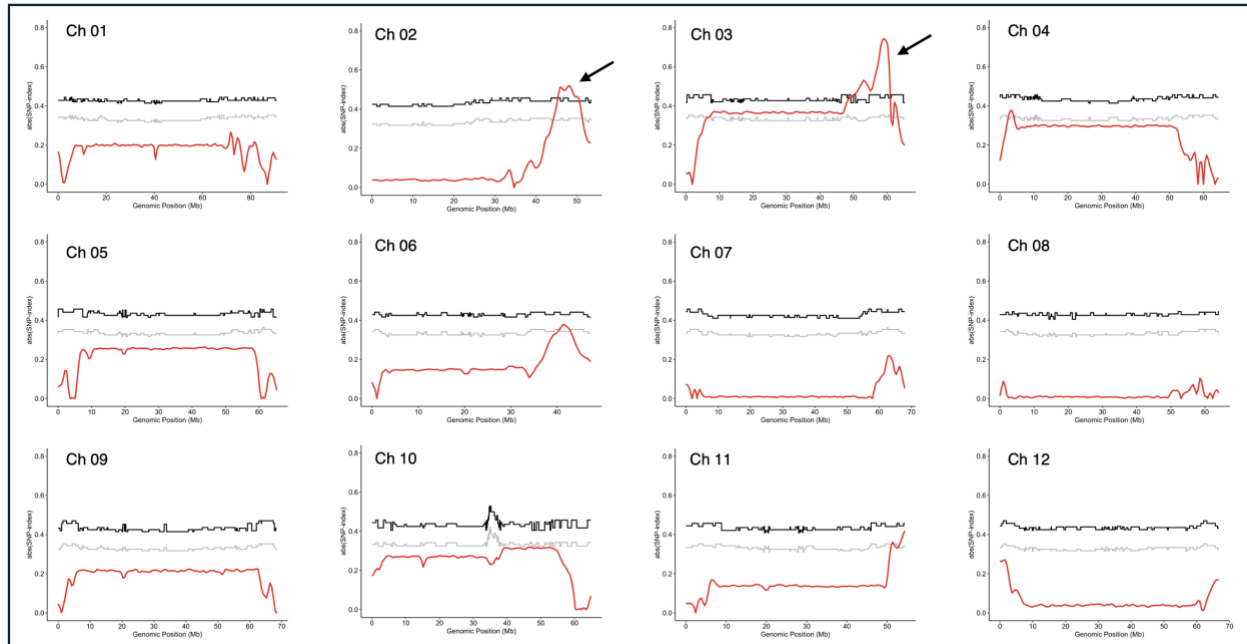 Ch 01
0.8
0.6
0.4
0.2
0.0
abs(SNP-index)
0 20 40 60 80
Genomic Position (Mb)
Ch 02
0.8
0.6
0.4
0.2
0.0
abs(SNP-index)
0 10 20 30 40 50
Genomic Position (Mb)
Ch 03
0.8
0.6
0.4
0.2
0.0
abs(SNP-index)
0 10 20 30 40 50 60
Genomic Position (Mb)
Ch 04
0.8
0.6
0.4
0.2
0.0
abs(SNP-index)
0 10 20 30 40 50 60
Genomic Position (Mb)
Ch 05
0.8
0.6
0.4
0.2
0.0
abs(SNP-index)
0 10 20 30 40 50 60
Genomic Position (Mb)
Ch 06
0.8
0.6
0.4
0.2
0.0
abs(SNP-index)
0 10 20 30 40
Genomic Position (Mb)
Ch 07
0.8
0.6
0.4
0.2
0.0
abs(SNP-index)
0 10 20 30 40 50 60 70
Genomic Position (Mb)
Ch 08
0.8
0.6
0.4
0.2
0.0
abs(SNP-index)
0 10 20 30 40 50 60
Genomic Position (Mb)
Ch 09
0.8
0.6
0.4
0.2
0.0
abs(SNP-index)
0 10 20 30 40 50 60 70
Genomic Position (Mb)
Ch 10
0.8
0.6
0.4
0.2
0.0
abs(SNP-index)
0 10 20 30 40 50 60
Genomic Position (Mb)
Ch 11
0.8
0.6
0.4
0.2
0.0
abs(SNP-index)
0 10 20 30 40 50
Genomic Position (Mb)
Ch 12
0.8
0.6
0.4
0.2
0.0
abs(SNP-index)
0 10 20 30 40 50 60 70
Genomic Position (Mb)